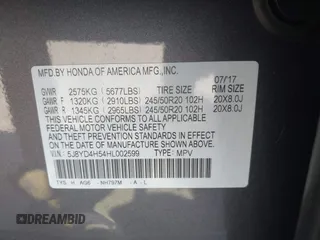 MFD.BY HONDA OF AMERICA MFG.,INC.
07/17
GVWR 2575KG (5677LBS) TIRE SIZE RIM SIZE
GAWR F 1320KG (2910LBS) 245/50R20 102H 20X8.0J
GAWR R 1345KG (2965LBS) 245/50R20 102H 20X8.0J
THIS VEHICLE CONFORMS TO ALL APPLICABLE
FEDERAL MOTOR VEHICLE SAFETY AND THEFT
PREVENTION STANDARDS IN EFFECT ON THE DATE
OF MANUFACTURE SHOWN ABOVE.
V.I.N.: 5J8YD4H54HL002599 TYPE: MPV
NH797M A L
DREAMBID